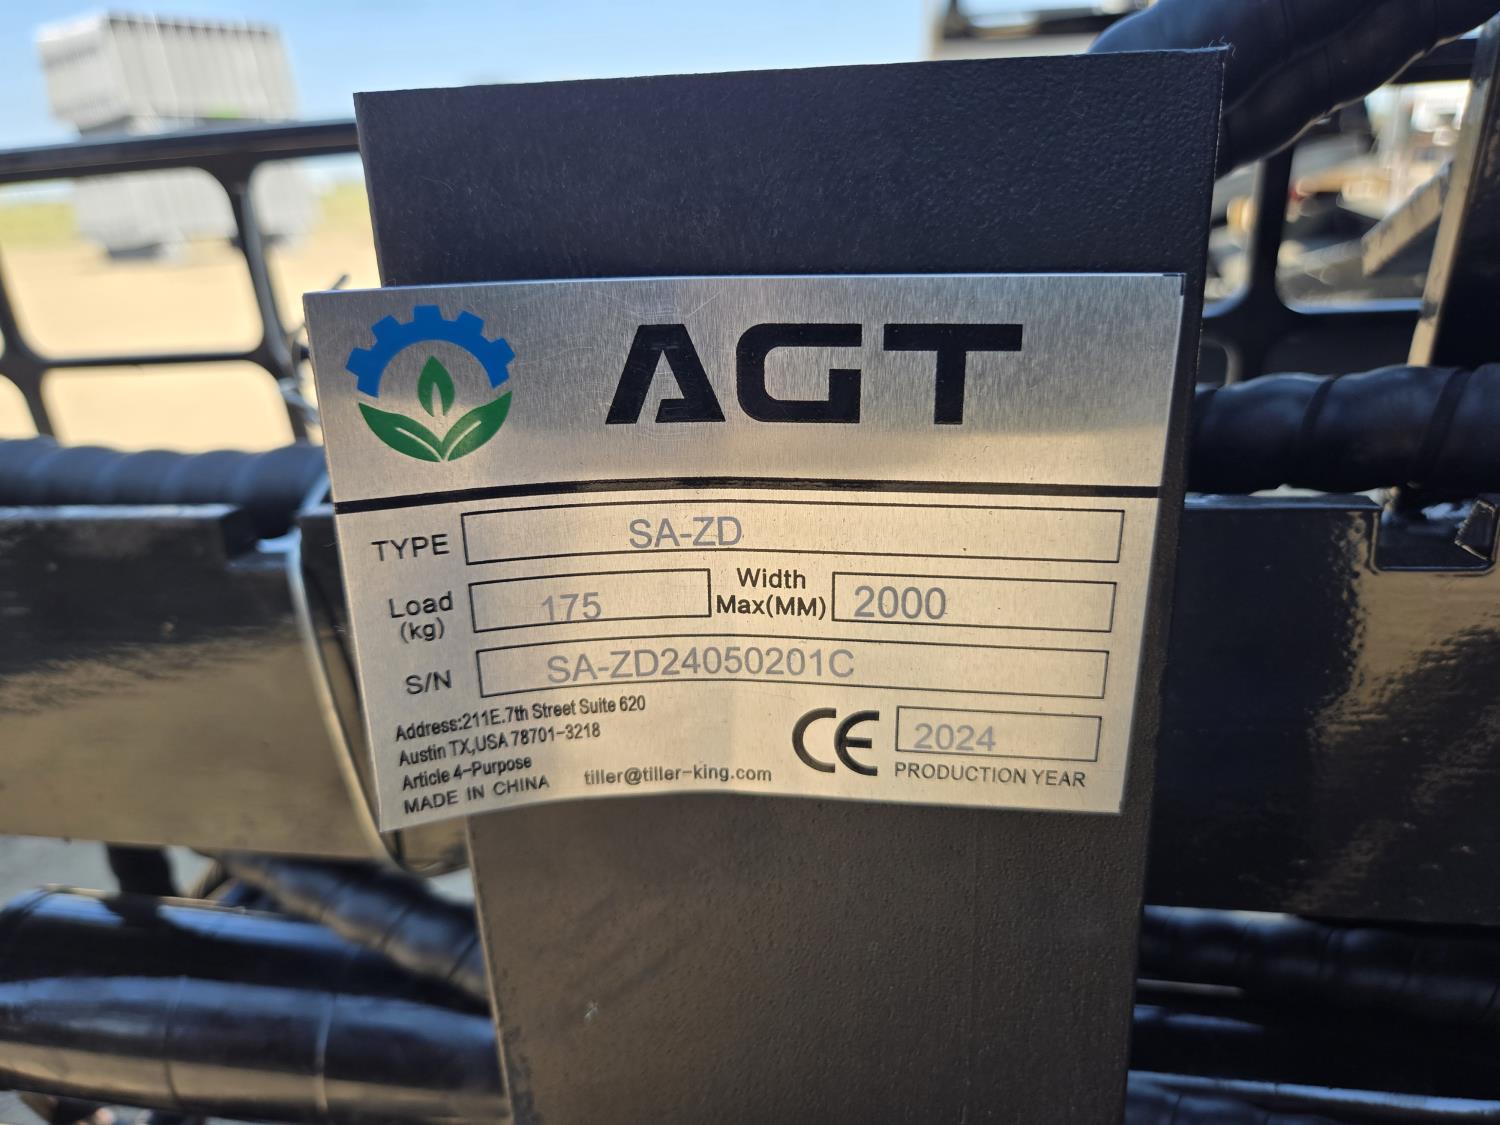 AGT
TYPE SA-ZD
Load (kg) 175 Width Max(MM) 2000
S/N SA-ZD24050201C
Address:211E.7th Street Suite 620
Austin TX,USA 78701-3218
Article 4-Purpose
MADE IN CHINA tiller@tiller-king.com
CE 2024
PRODUCTION YEAR